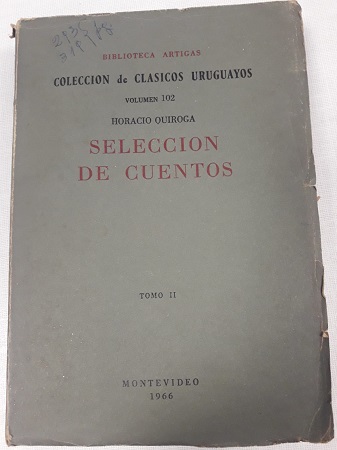 BIBLIOTECA ARTIGAS
COLECCION de CLASICOS URUGUAYOS
VOLUMEN 102
HORACIO QUIROGA
SELECCION
DE CUENTOS
TOMO II
MONTEVIDEO
1966